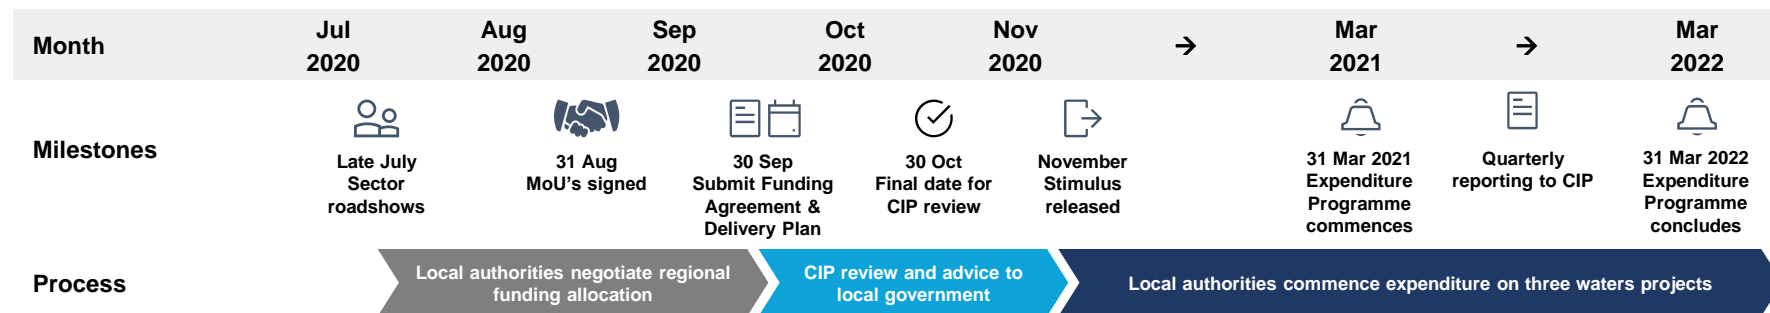 Month
Jul
2020
Aug
2020
Sep
2020
Oct
2020
Nov
2020
→
Mar
2021
→
Mar
2022
Milestones
Late July
Sector
roadshows
31 Aug
MoU's signed
30 Sep
Submit Funding
Agreement &
Delivery Plan
30 Oct
Final date for
CIP review
November
Stimulus
released
31 Mar 2021
Expenditure
Programme
commences
Quarterly
reporting to CIP
31 Mar 2022
Expenditure
Programme
concludes
Process
Local authorities negotiate regional
funding allocation
CIP review and advice to
local government
Local authorities commence expenditure on three waters projects